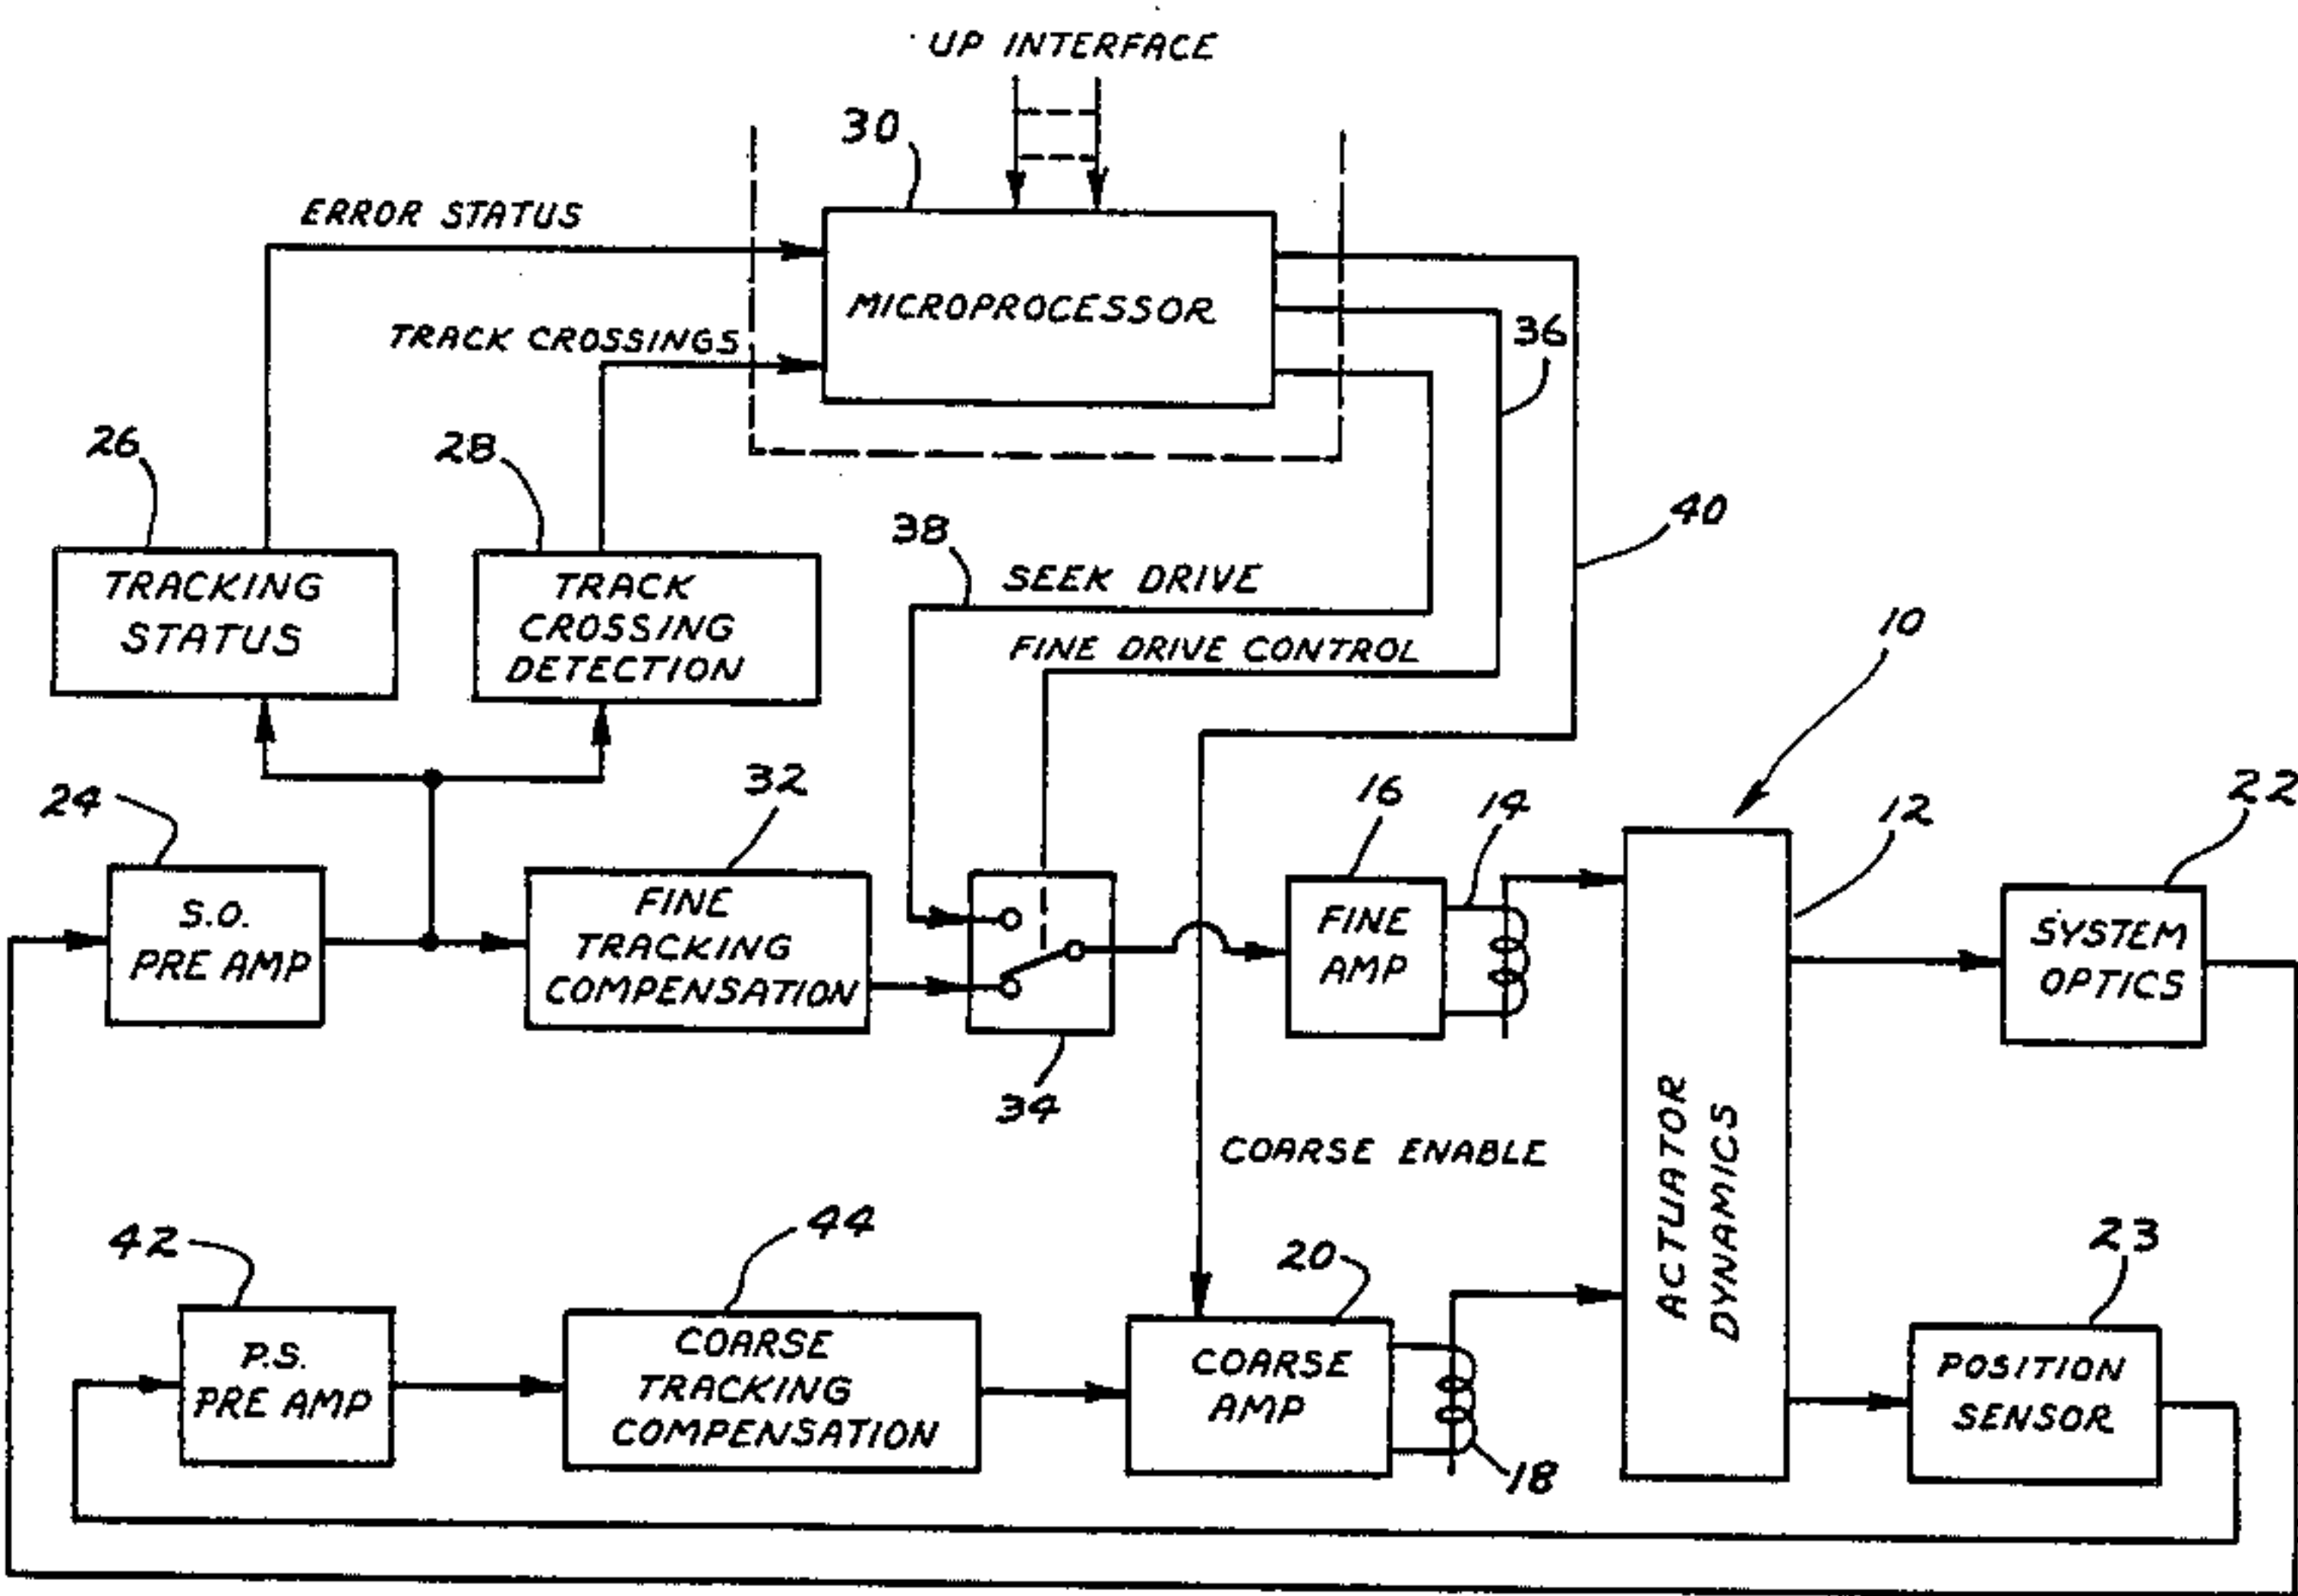 UP INTERFACE
30
ERROR STATUS
MICROPROCESSOR
TRACK CROSSINGS
36
26
28
40
38
TRACKING
STATUS
TRACK
CROSSING
DETECTION
SEEK DRIVE
FINE DRIVE CONTROL
10
24
32
16
14
12
22
S.O.
PRE AMP
FINE
TRACKING
COMPENSATION
FINE
AMP
SYSTEM
OPTICS
34
COARSE ENABLE
ACTUATOR
DYNAMICS
42
44
20
23
P.S.
PRE AMP
COARSE
TRACKING
COMPENSATION
COARSE
AMP
18
POSITION
SENSOR